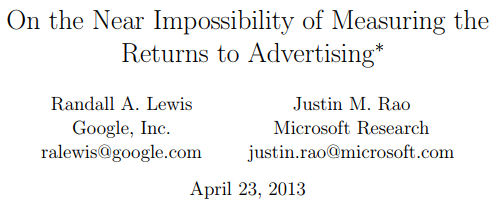 On the Near Impossibility of Measuring the
Returns to Advertising*
Randall A. Lewis
Google, Inc.
ralewis@google.com
Justin M. Rao
Microsoft Research
justin.rao@microsoft.com
April 23, 2013